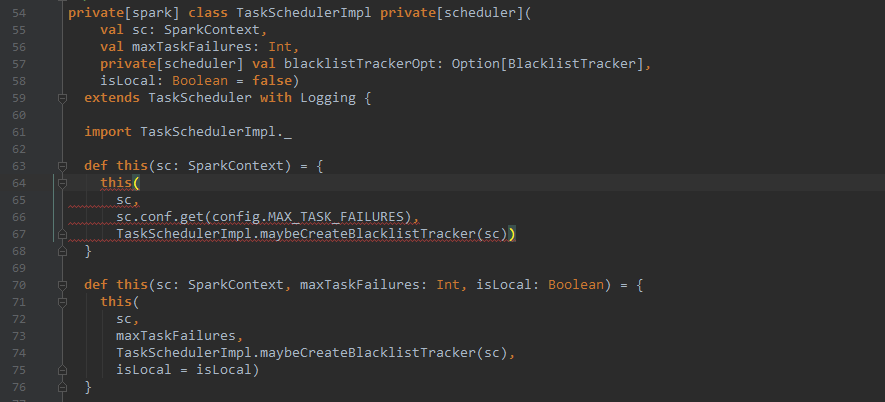 54 private[spark] class TaskSchedulerImpl private[scheduler](
55     val sc: SparkContext,
56     val maxTaskFailures: Int,
57     private[scheduler] val blacklistTrackerOpt: Option[BlacklistTracker],
58     isLocal: Boolean = false)
59   extends TaskScheduler with Logging {
60
61   import TaskSchedulerImpl._
62
63   def this(sc: SparkContext) = {
64     this(
65       sc,
66       sc.conf.get(config.MAX_TASK_FAILURES),
67       TaskSchedulerImpl.maybeCreateBlacklistTracker(sc))
68   }
69
70   def this(sc: SparkContext, maxTaskFailures: Int, isLocal: Boolean) = {
71     this(
72       sc,
73       maxTaskFailures,
74       TaskSchedulerImpl.maybeCreateBlacklistTracker(sc),
75       isLocal = isLocal)
76   }